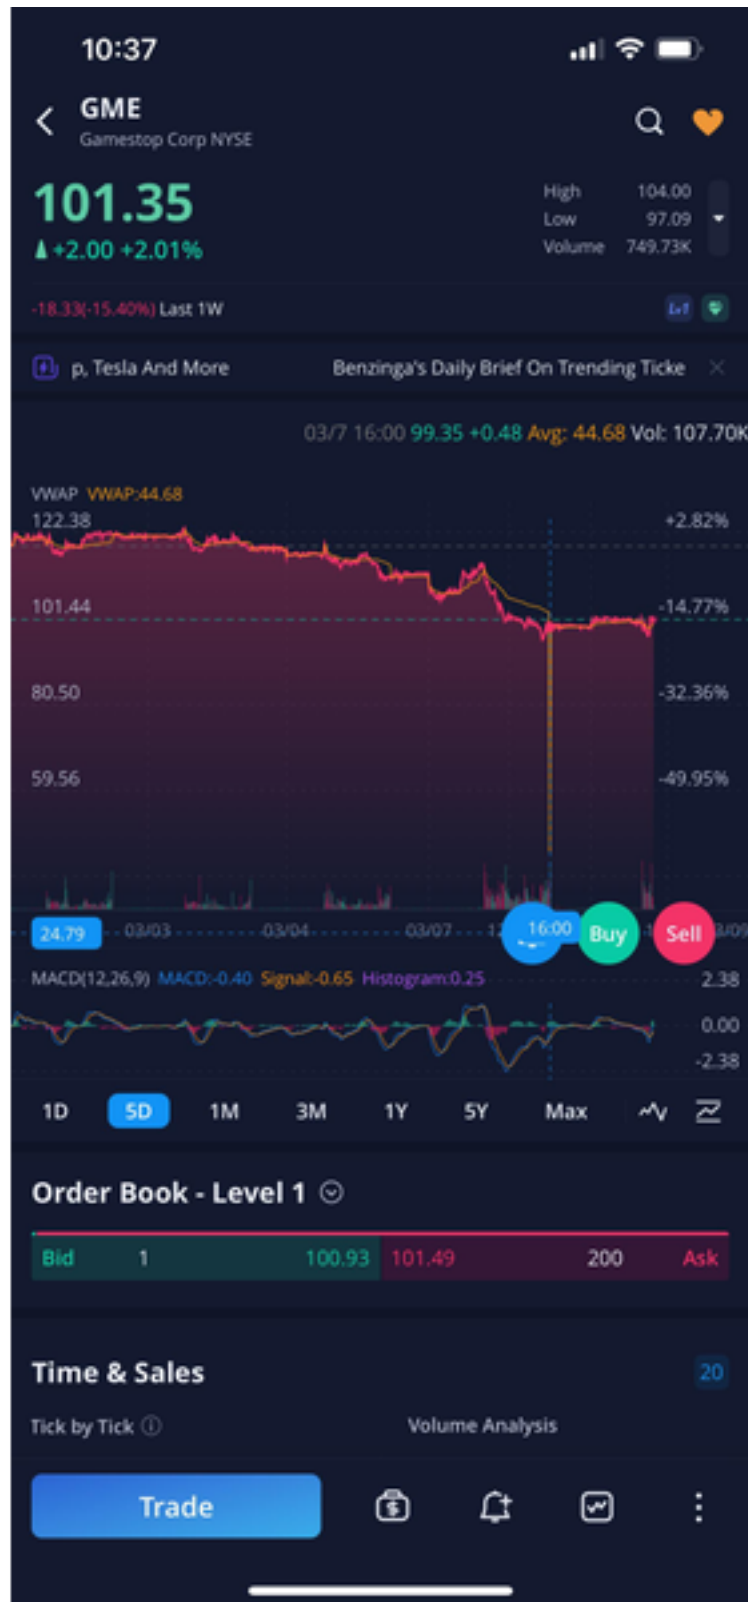 10:37
GME
Gamestop Corp NYSE
101.35
+2.00 +2.01%
High 104.00
Low 97.09
Volume 749.73K
-18.33(-15.40%) Last 1W
Lv1
p, Tesla And More Benzinga's Daily Brief On Trending Ticke
03/7 16:00 99.35 +0.48 Avg: 44.68 Vol: 107.70K
VWAP VWAP:44.68
122.38 +2.82%
101.44 -14.77%
80.50 -32.36%
59.56 -49.95%
24.79 03/03 03/04 03/07 16:00 Buy Sell 3/09
MACD(12,26,9) MACD:-0.40 Signal:-0.65 Histogram:0.25 2.38
0.00
-2.38
1D 5D 1M 3M 1Y 5Y Max
Order Book - Level 1
Bid 1 100.93 101.49 200 Ask
Time & Sales 20
Tick by Tick Volume Analysis
Trade